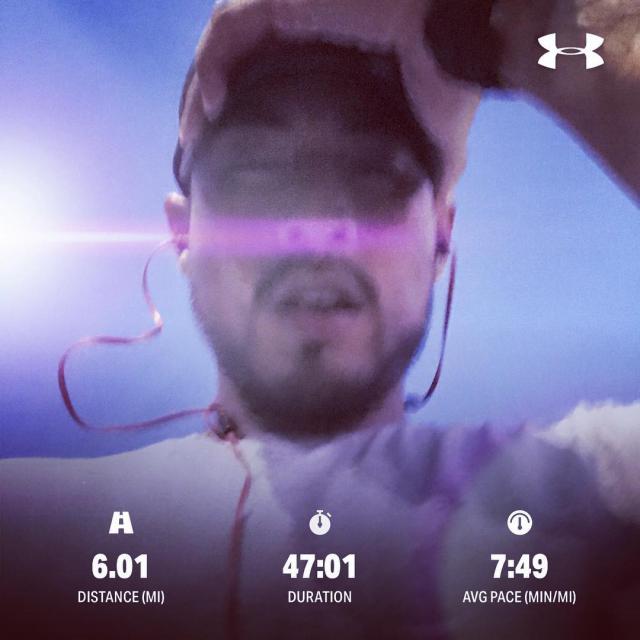 6.01
47:01
7:49
DISTANCE (MI)
DURATION
AVG PACE (MIN/MI)